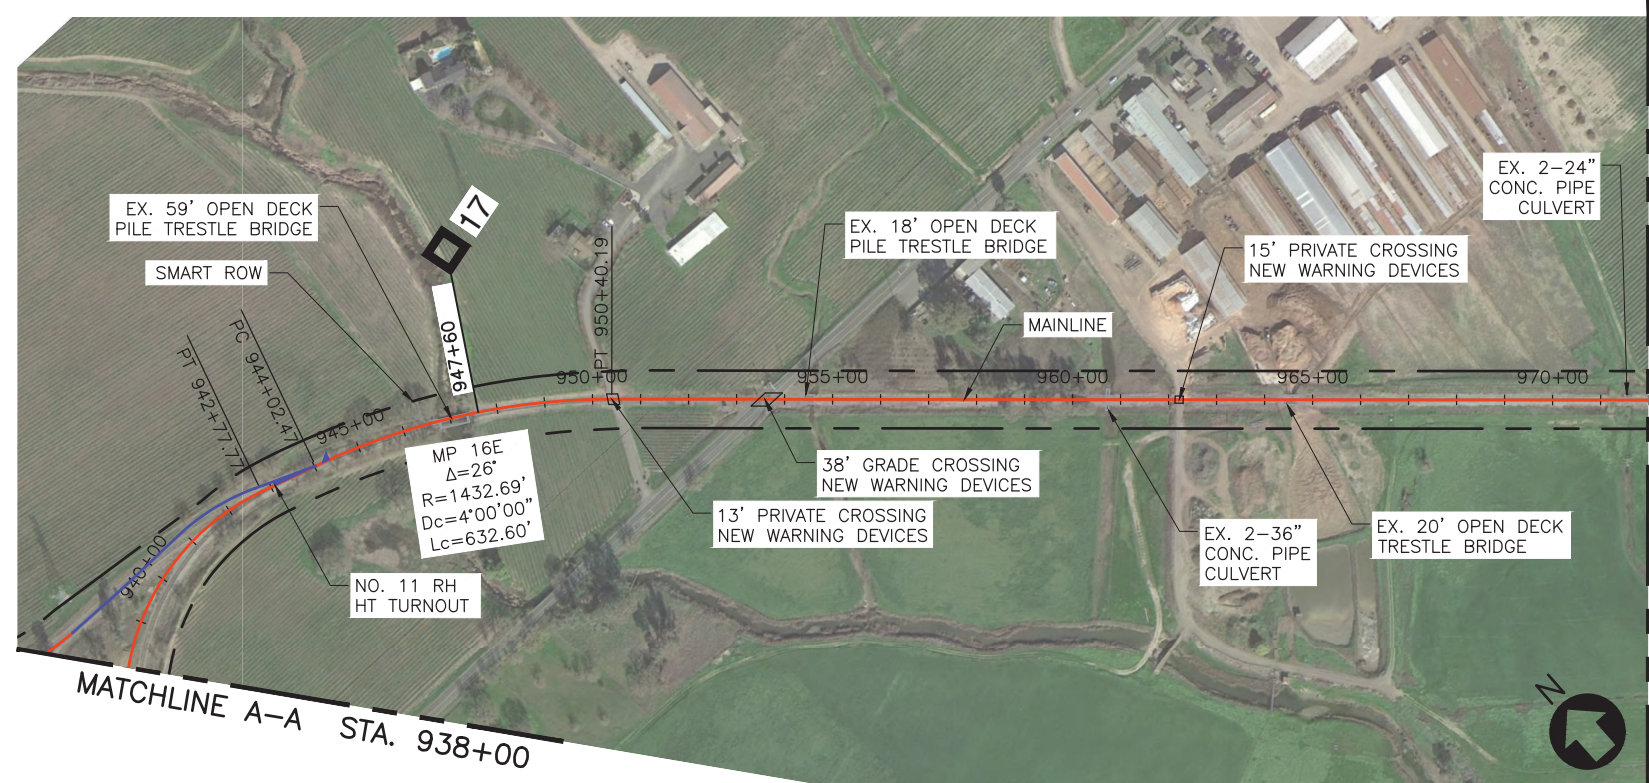 EX. 59' OPEN DECK
PILE TRESTLE BRIDGE
SMART ROW
17
947+60
PT 950+40.19
PC 944+02.47
PT 942+77.77
940+00
945+00
950+00
955+00
960+00
965+00
970+00
EX. 18' OPEN DECK
PILE TRESTLE BRIDGE
MAINLINE
15' PRIVATE CROSSING
NEW WARNING DEVICES
EX. 2-24"
CONC. PIPE
CULVERT
MP 16E
Δ=26°
R=1432.69'
Dc=4°00'00"
Lc=632.60'
NO. 11 RH
HT TURNOUT
38' GRADE CROSSING
NEW WARNING DEVICES
13' PRIVATE CROSSING
NEW WARNING DEVICES
EX. 2-36"
CONC. PIPE
CULVERT
EX. 20' OPEN DECK
TRESTLE BRIDGE
MATCHLINE A-A STA. 938+00
N